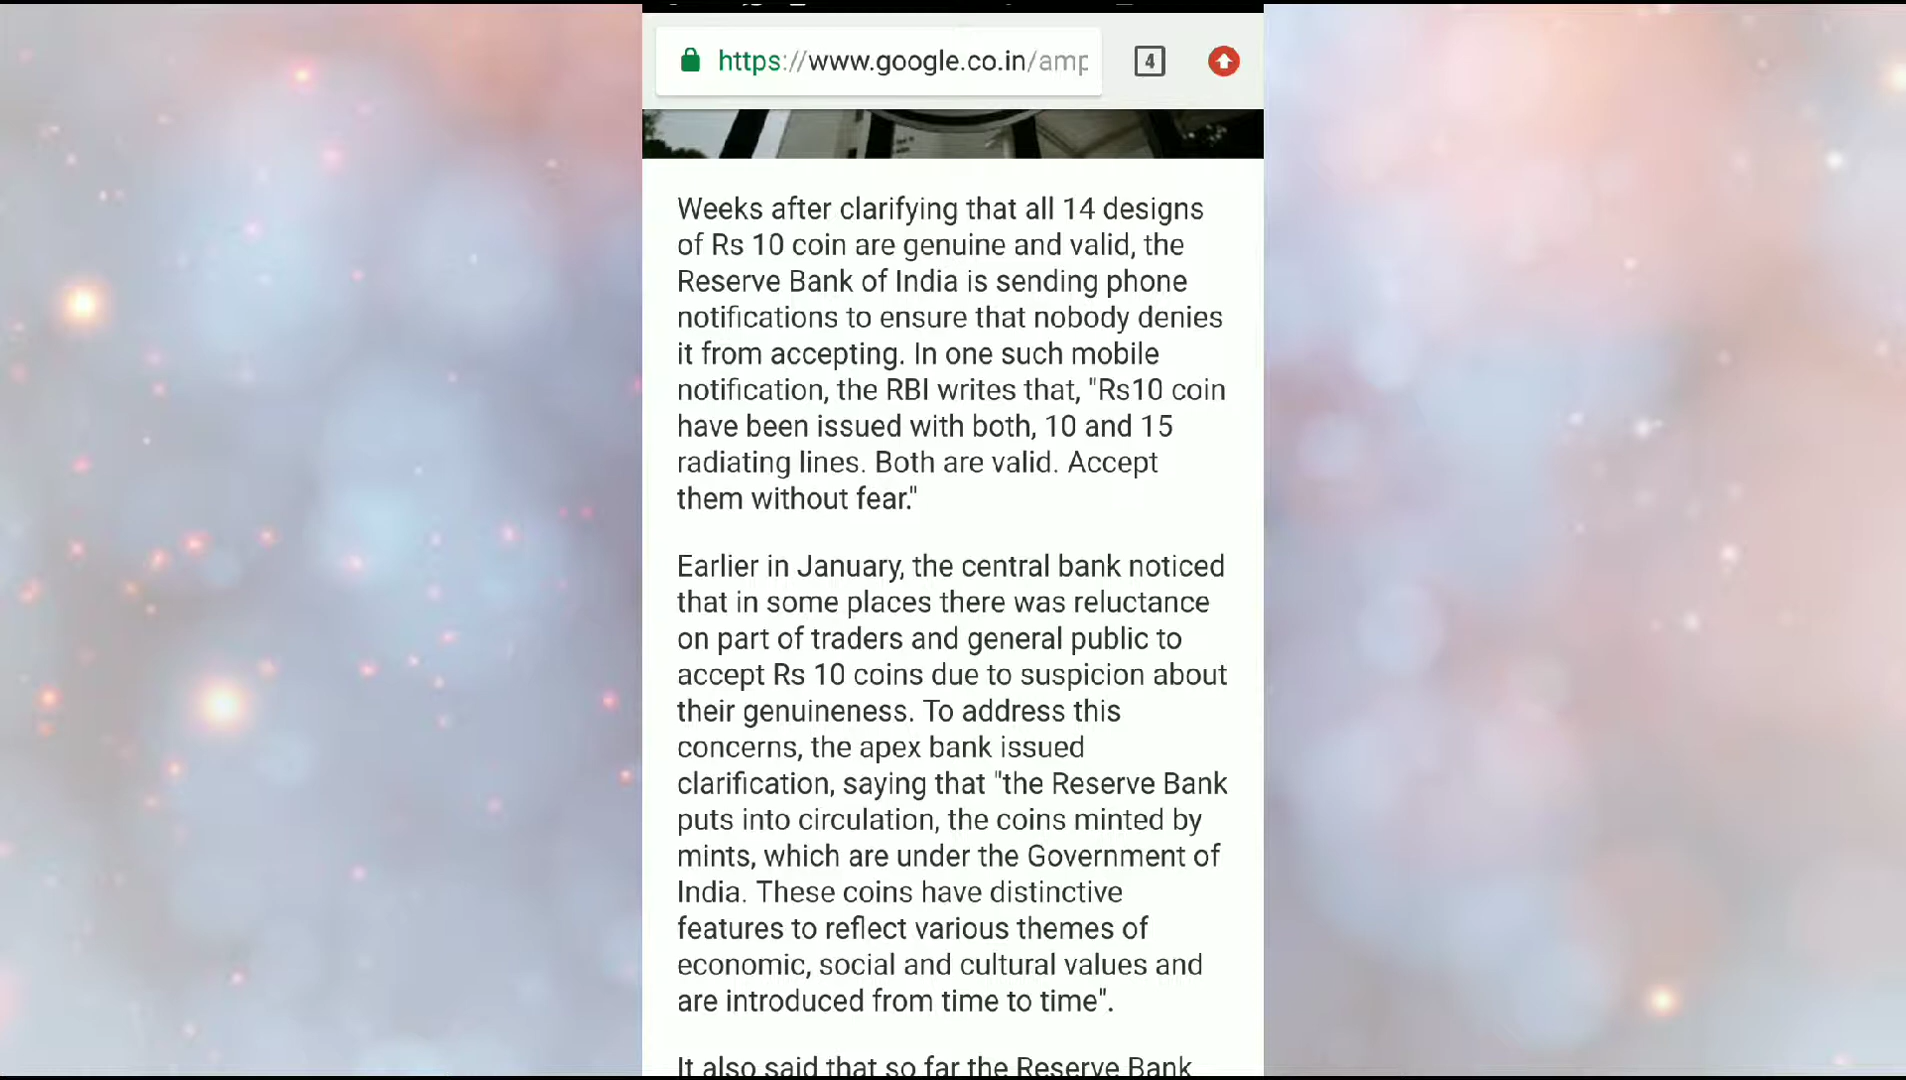 https://www.google.co.in/amp
4
Weeks after clarifying that all 14 designs
of Rs 10 coin are genuine and valid, the
Reserve Bank of India is sending phone
notifications to ensure that nobody denies
it from accepting. In one such mobile
notification, the RBI writes that, "Rs10 coin
have been issued with both, 10 and 15
radiating lines. Both are valid. Accept
them without fear."
Earlier in January, the central bank noticed
that in some places there was reluctance
on part of traders and general public to
accept Rs 10 coins due to suspicion about
their genuineness. To address this
concerns, the apex bank issued
clarification, saying that "the Reserve Bank
puts into circulation, the coins minted by
mints, which are under the Government of
India. These coins have distinctive
features to reflect various themes of
economic, social and cultural values and
are introduced from time to time".
It also said that so far the Reserve Bank